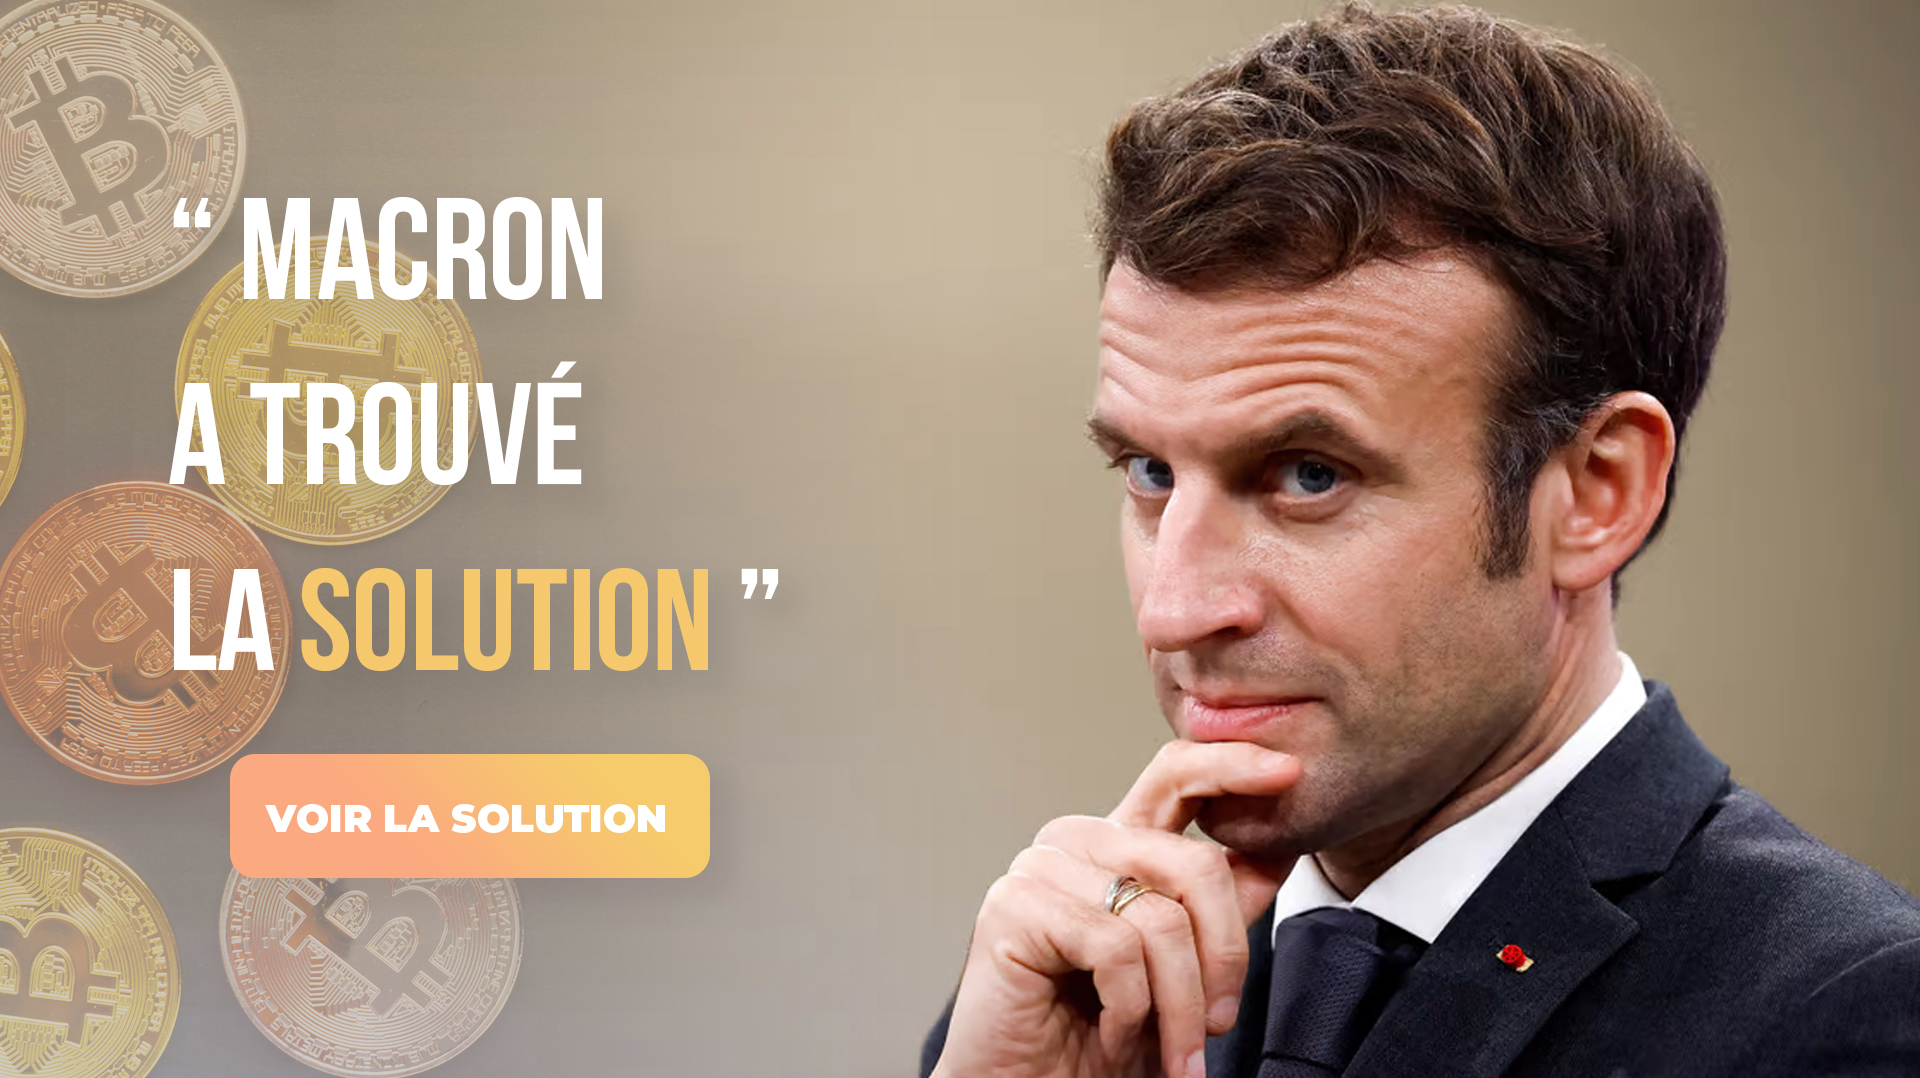 “ MACRON
A TROUVÉ
LA SOLUTION ”
VOIR LA SOLUTION